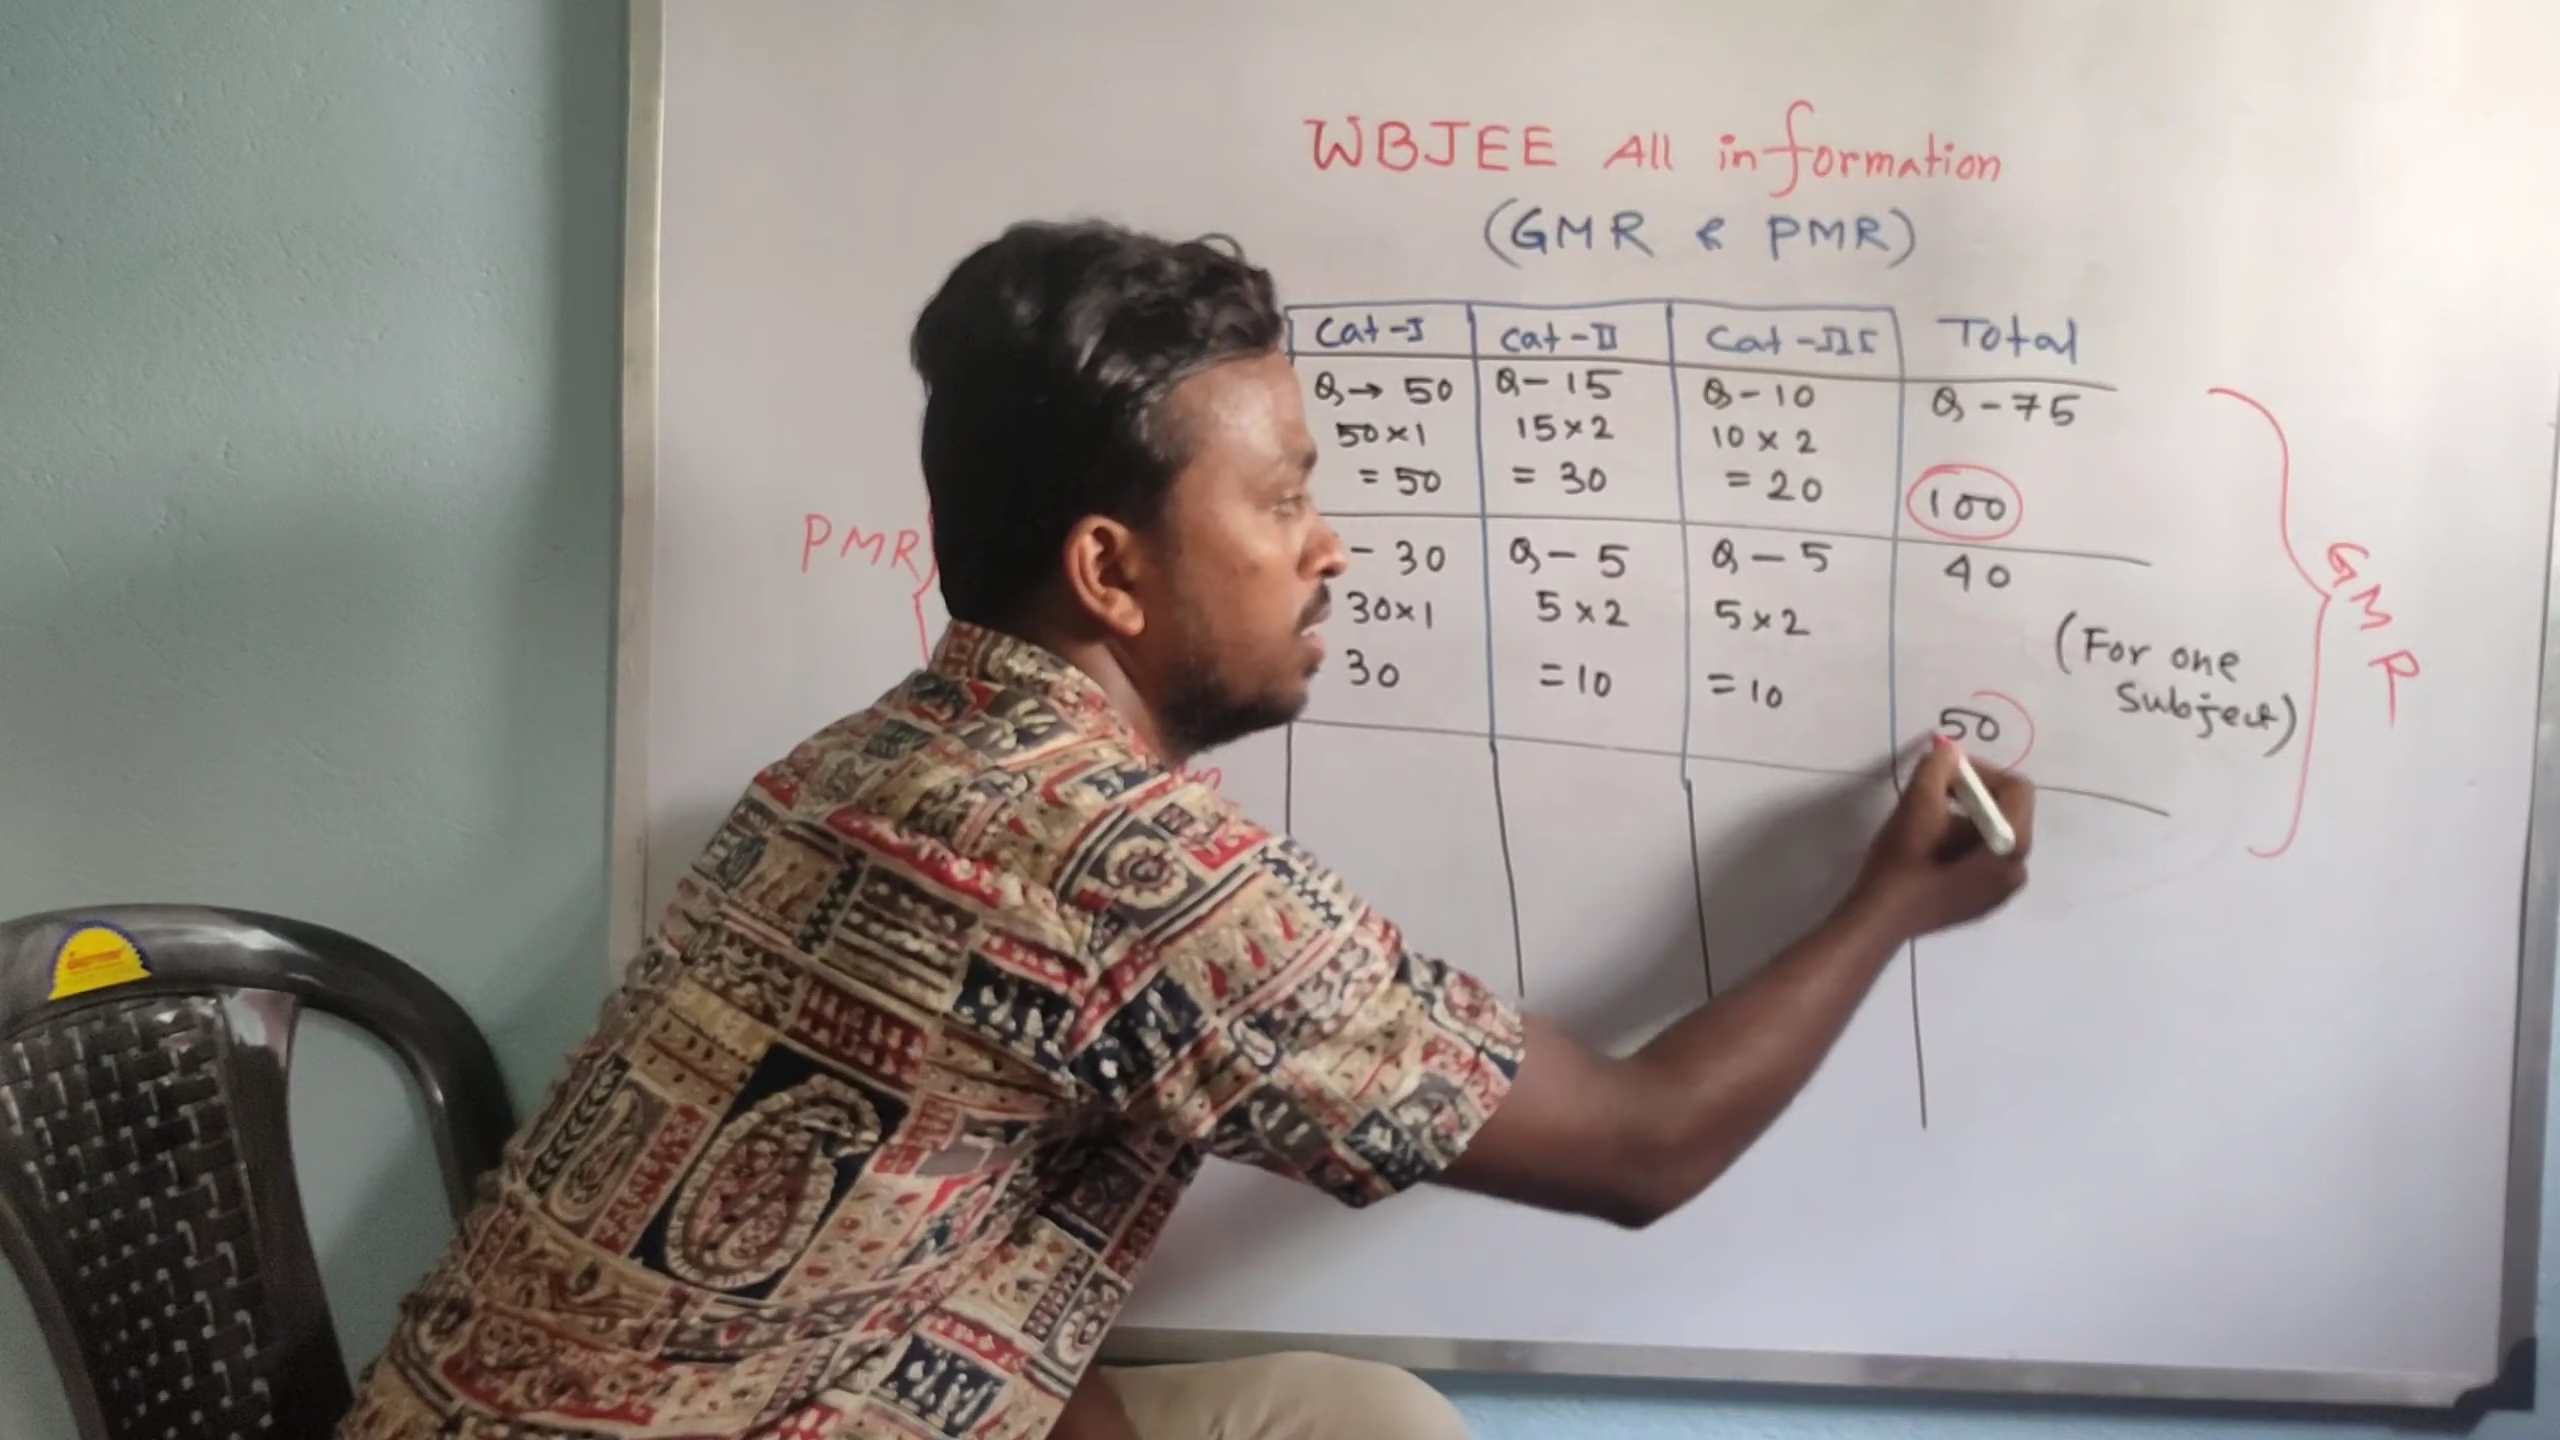 WBJEE All information
(GMR & PMR)
Cat-I Cat-II Cat-III Total
Q→ 50 Q-15 Q-10 Q-75
50×1 15×2 10×2
= 50 = 30 = 20 100
- 30 Q-5 Q-5 40
30×1 5×2 5×2
30 =10 =10 50
(For one
Subject)
PMR
GMR